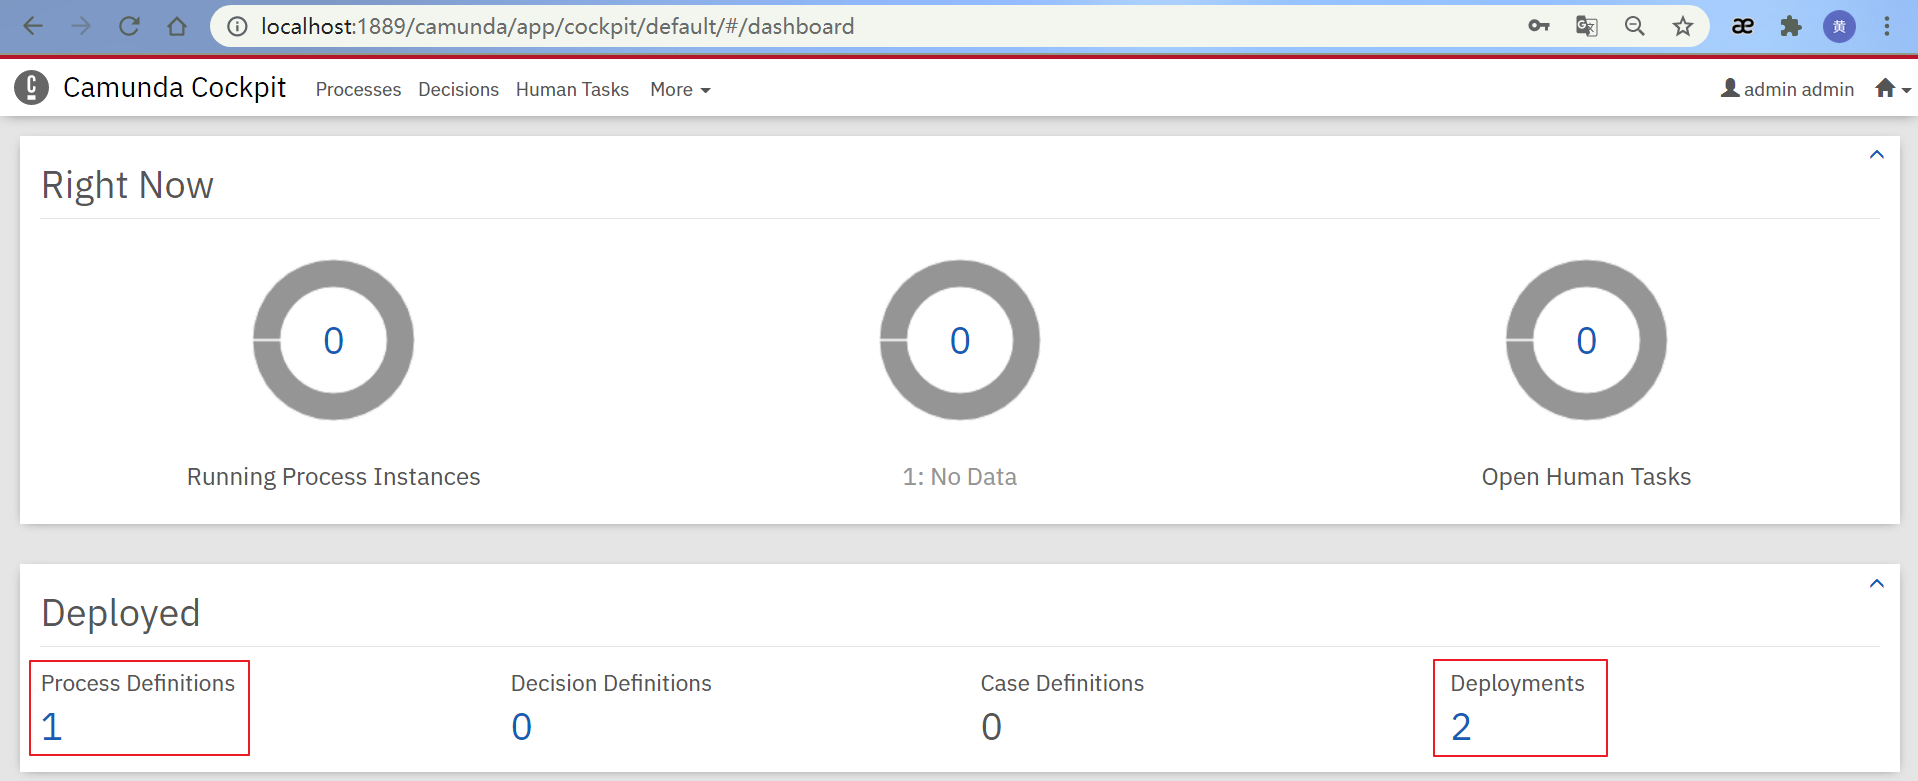 localhost:1889/camunda/app/cockpit/default/#/dashboard
æ
黄
Camunda Cockpit Processes Decisions Human Tasks More admin admin
Right Now
0 0 0
Running Process Instances 1: No Data Open Human Tasks
Deployed
Process Definitions Decision Definitions Case Definitions Deployments
1 0 0 2